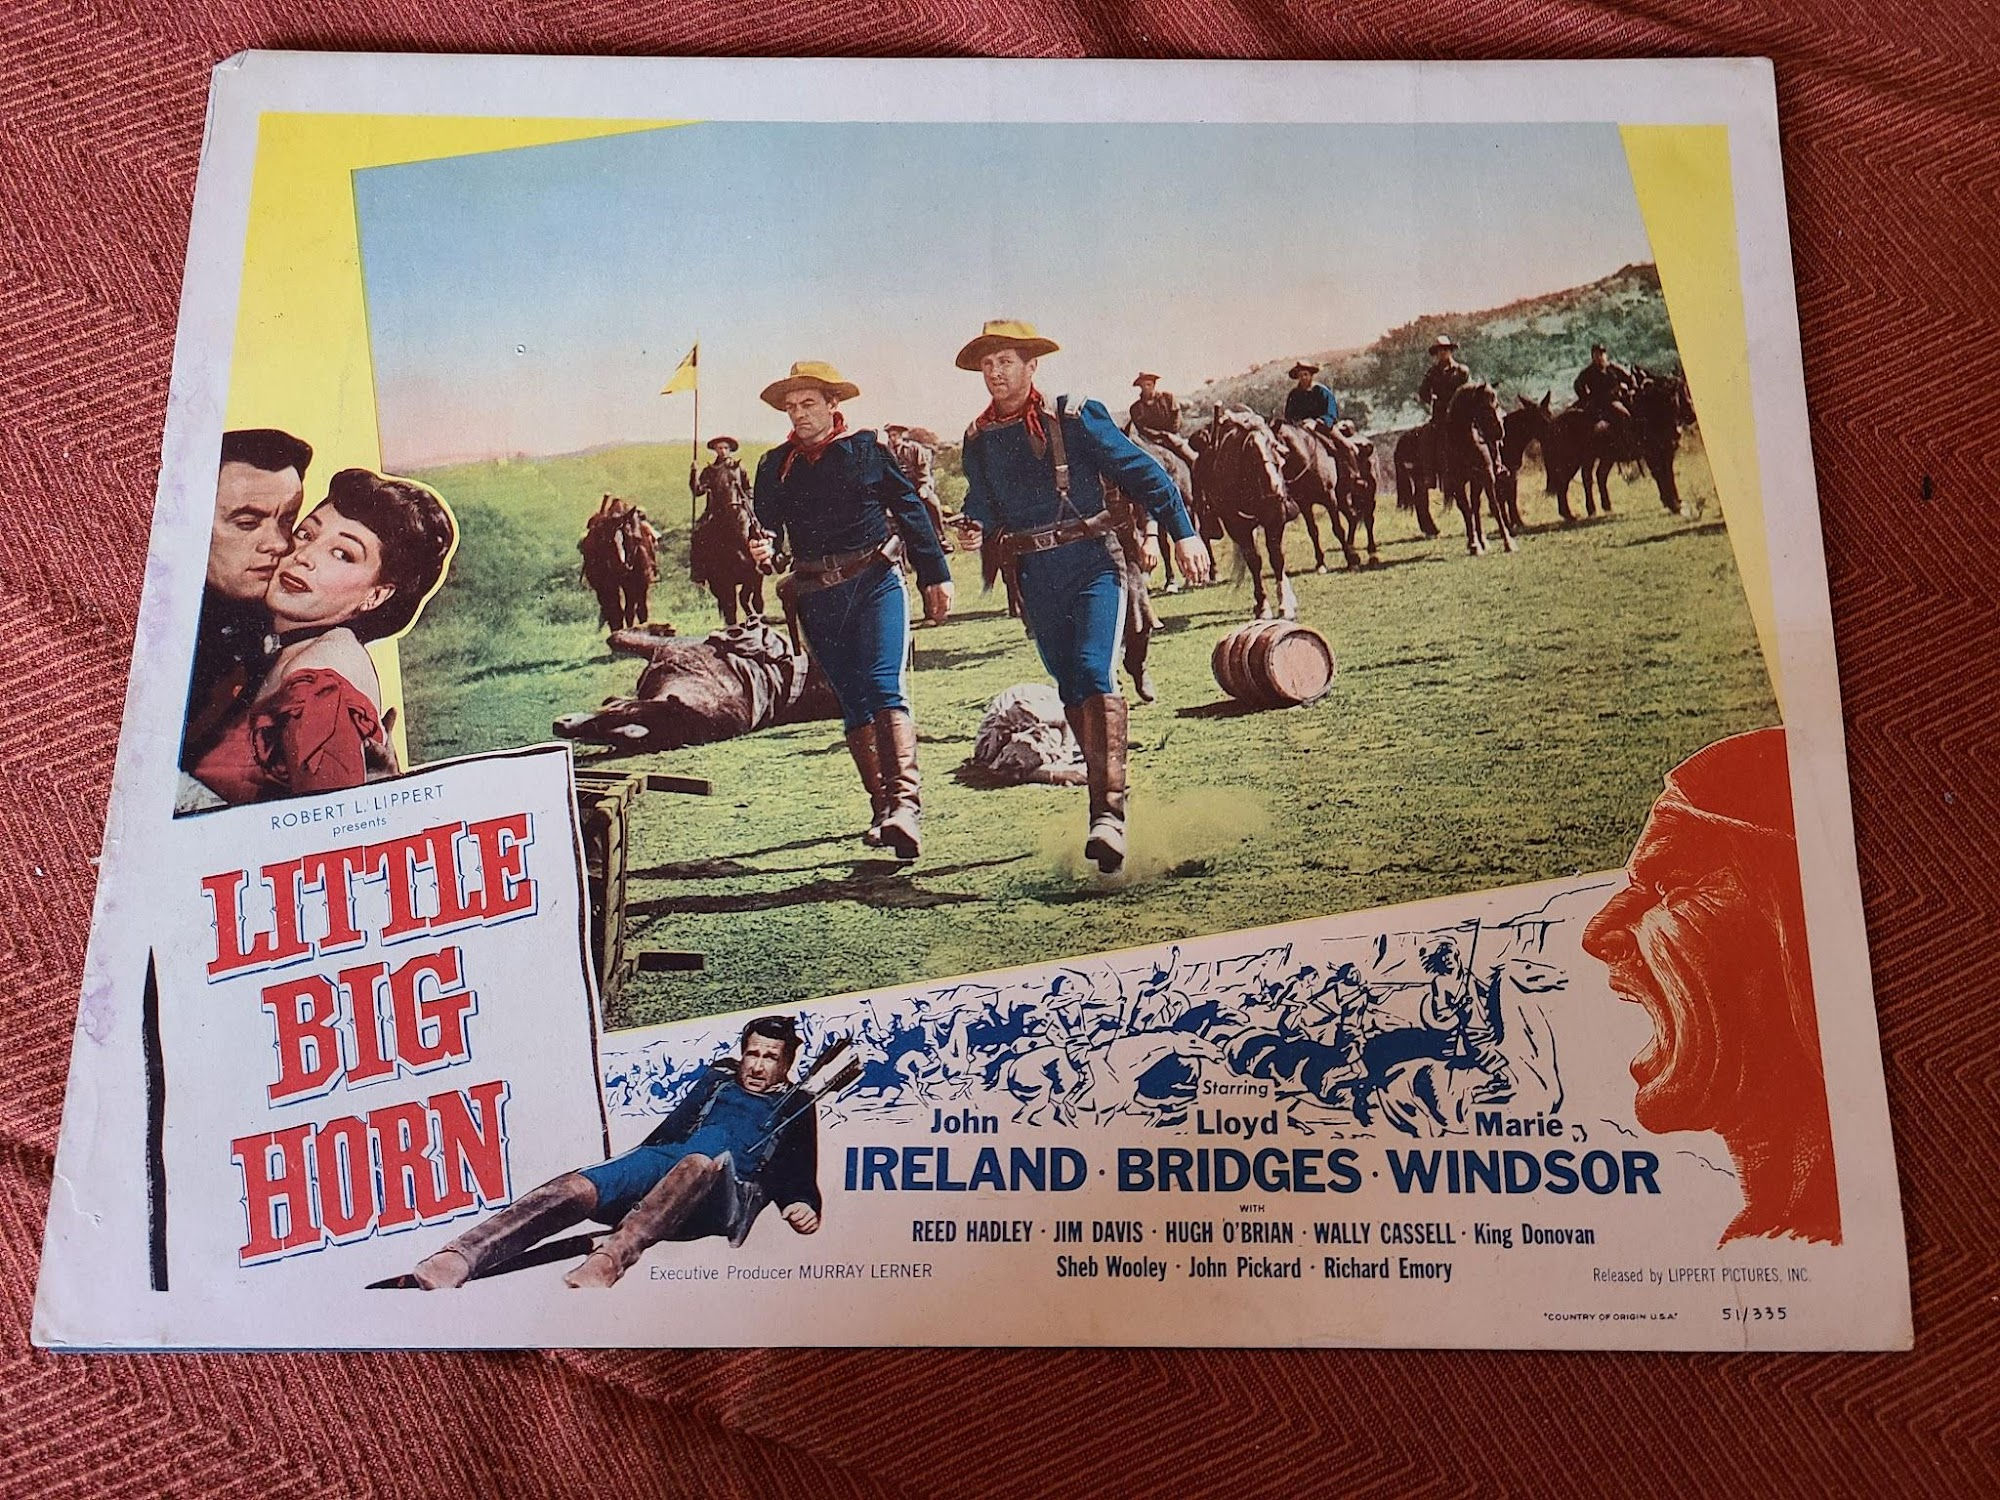 ROBERT L. LIPPERT
presents
LITTLE
BIG
HORN
Starring
John Lloyd Marie
IRELAND · BRIDGES · WINDSOR
WITH
REED HADLEY · JIM DAVIS · HUGH O'BRIAN · WALLY CASSELL · King Donovan
Sheb Wooley · John Pickard · Richard Emory
Executive Producer MURRAY LERNER
Released by LIPPERT PICTURES, INC.
"COUNTRY OF ORIGIN U.S.A." 51/335